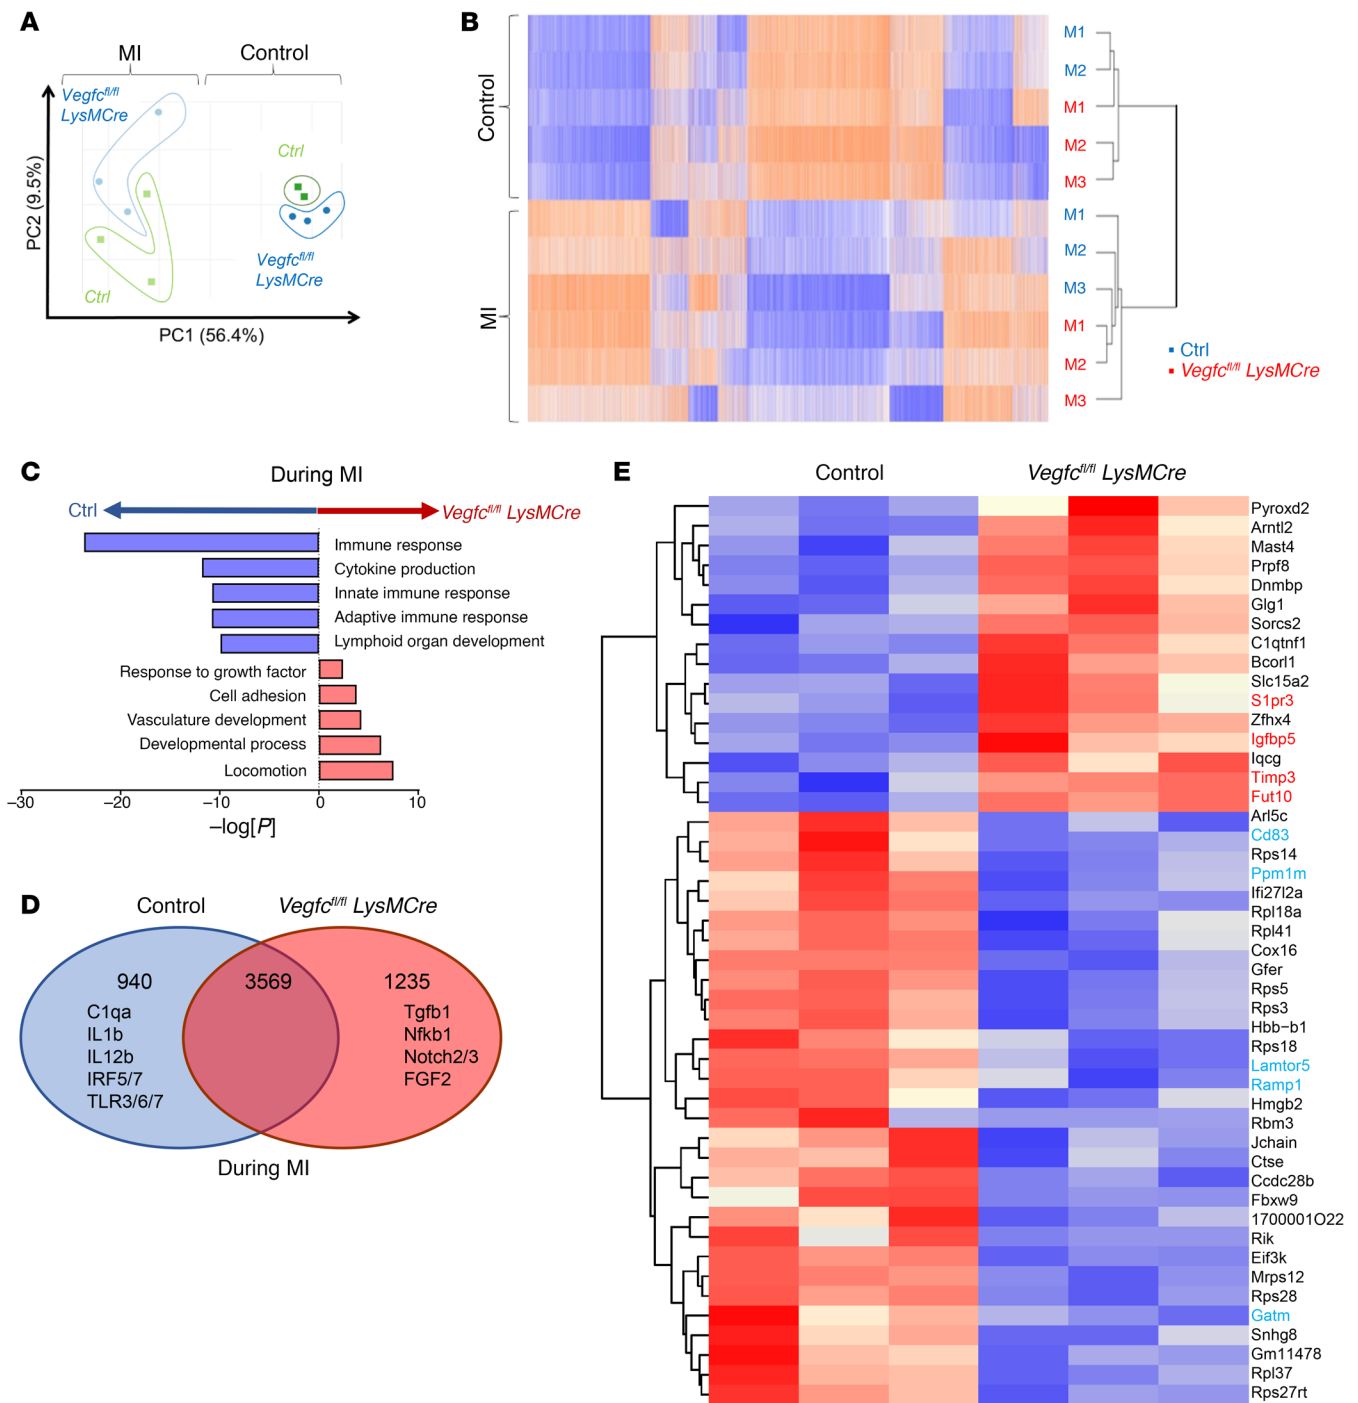 A
MI
Control
Vegfcfl/fl
LysMCre
Ctrl
Ctrl
Vegfcfl/fl
LysMCre
PC2 (9.5%)
PC1 (56.4%)
B
Control
MI
M1
M2
M1
M2
M3
M1
M2
M3
M1
M2
M3
Ctrl
Vegfcfl/fl LysMCre
C
During MI
Ctrl
Vegfcfl/fl LysMCre
Immune response
Cytokine production
Innate immune response
Adaptive immune response
Lymphoid organ development
Response to growth factor
Cell adhesion
Vasculature development
Developmental process
Locomotion
−30
−20
−10
0
10
−log[P]
D
Control
Vegfcfl/fl LysMCre
940
3569
1235
C1qa
IL1b
IL12b
IRF5/7
TLR3/6/7
Tgfb1
Nfkb1
Notch2/3
FGF2
During MI
E
Control
Vegfcfl/fl LysMCre
Pyroxd2
Arntl2
Mast4
Prpf8
Dnmbp
Glg1
Sorcs2
C1qtnf1
Bcorl1
Slc15a2
S1pr3
Zfhx4
Igfbp5
Iqcg
Timp3
Fut10
Arl5c
Cd83
Rps14
Ppm1m
Ifi27l2a
Rpl18a
Rpl41
Cox16
Gfer
Rps5
Rps3
Hbb−b1
Rps18
Lamtor5
Ramp1
Hmgb2
Rbm3
Jchain
Ctse
Ccdc28b
Fbxw9
1700001O22
Rik
Eif3k
Mrps12
Rps28
Gatm
Snhg8
Gm11478
Rpl37
Rps27rt